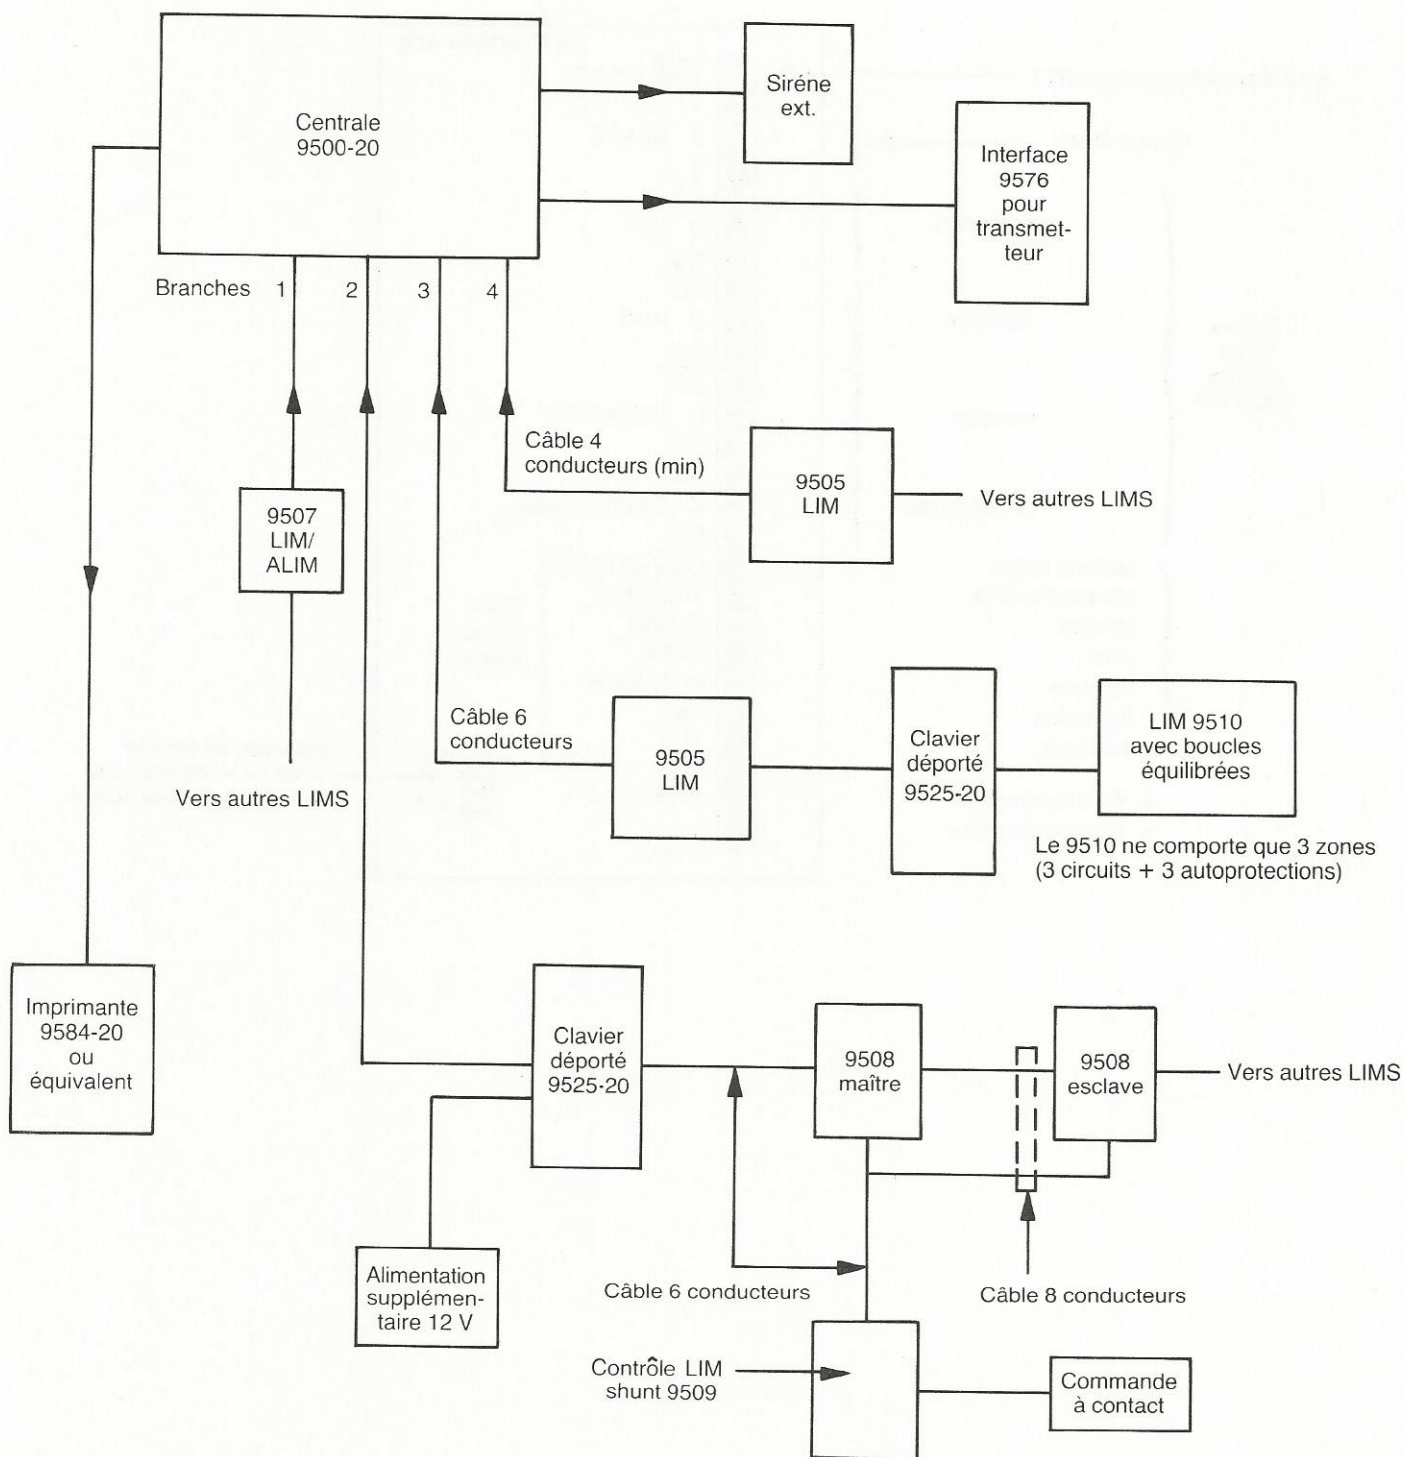 Centrale
9500-20
Siréne
ext.
Interface
9576
pour
transmet-
teur
Branches 1 2 3 4
Câble 4
conducteurs (min)
9505
LIM
Vers autres LIMS
9507
LIM/
ALIM
Vers autres LIMS
Câble 6
conducteurs
9505
LIM
Clavier
déporté
9525-20
LIM 9510
avec boucles
équilibrées
Le 9510 ne comporte que 3 zones
(3 circuits + 3 autoprotections)
Imprimante
9584-20
ou
équivalent
Clavier
déporté
9525-20
9508
maître
9508
esclave
Vers autres LIMS
Alimentation
supplémen-
taire 12 V
Câble 6 conducteurs
Câble 8 conducteurs
Contrôle LIM
shunt 9509
Commande
à contact